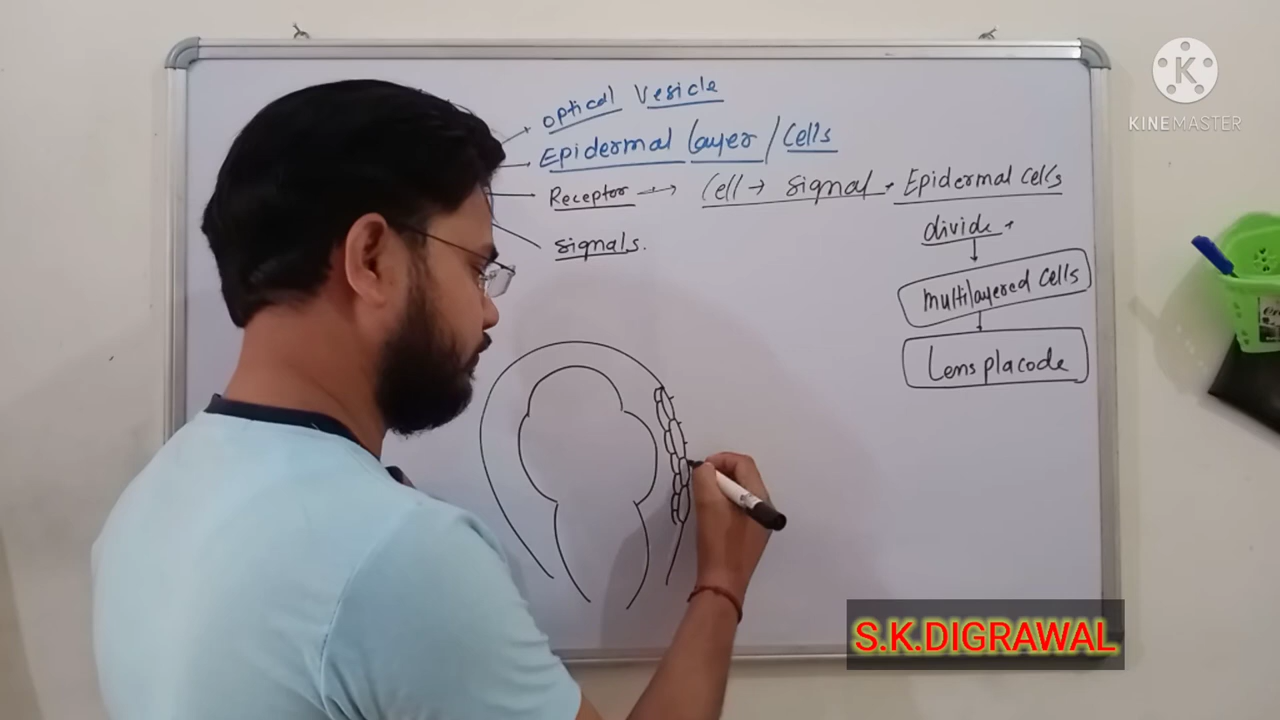 Optical Vesicle
Epidermal layer / Cells
Receptor → Cell → Signal → Epidermal Cells
Signals.
divide →
multilayered cells
Lens placode
K
KINEMASTER
S.K.DIGRAWAL